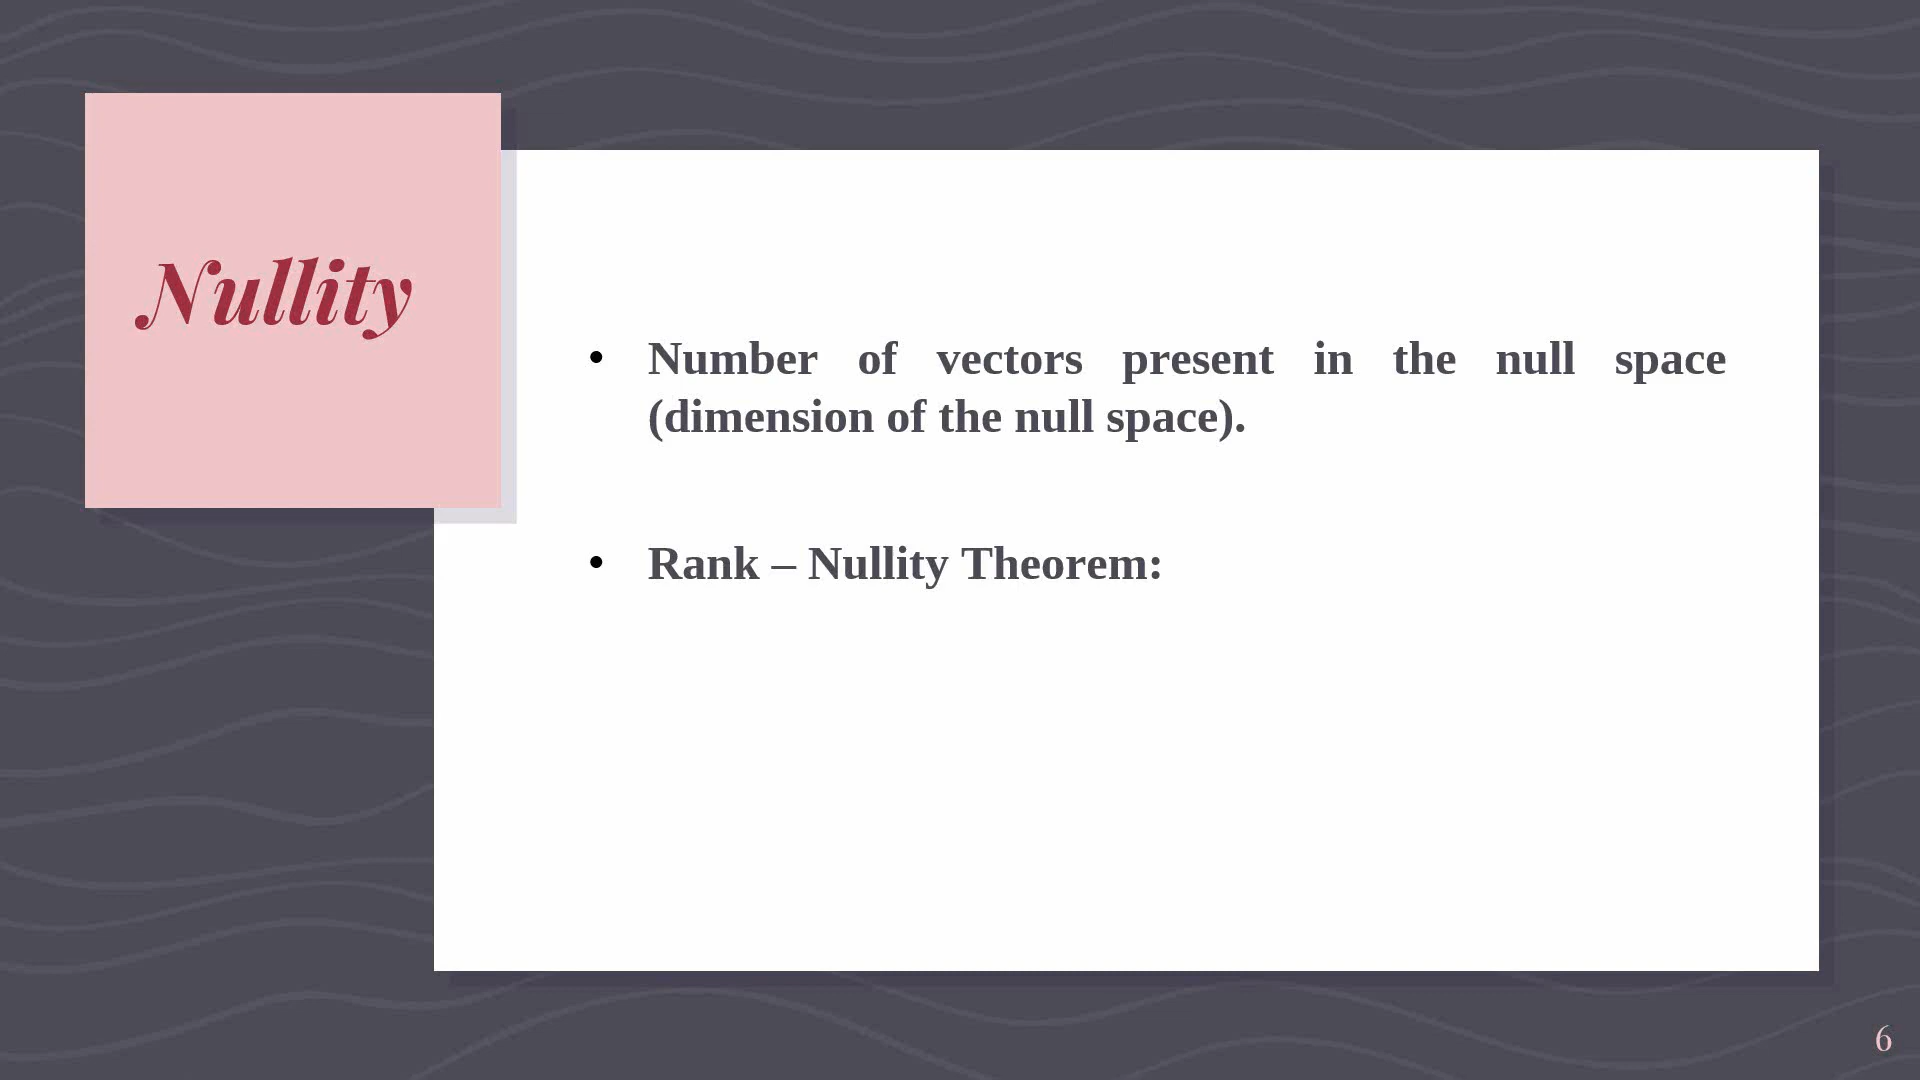 Nullity
• Number of vectors present in the null space
(dimension of the null space).
• Rank – Nullity Theorem:
6